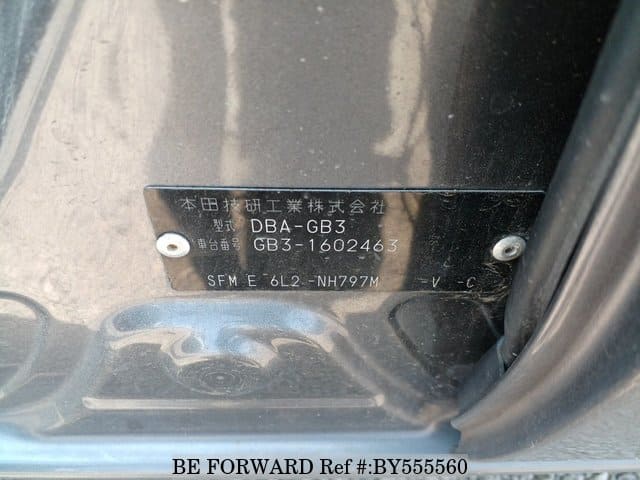 本田技研工業株式会社
型式 DBA-GB3
車台番号 GB3-1602463
SFM E 6L2 -NH797M -V -C
BE FORWARD Ref #:BY555560